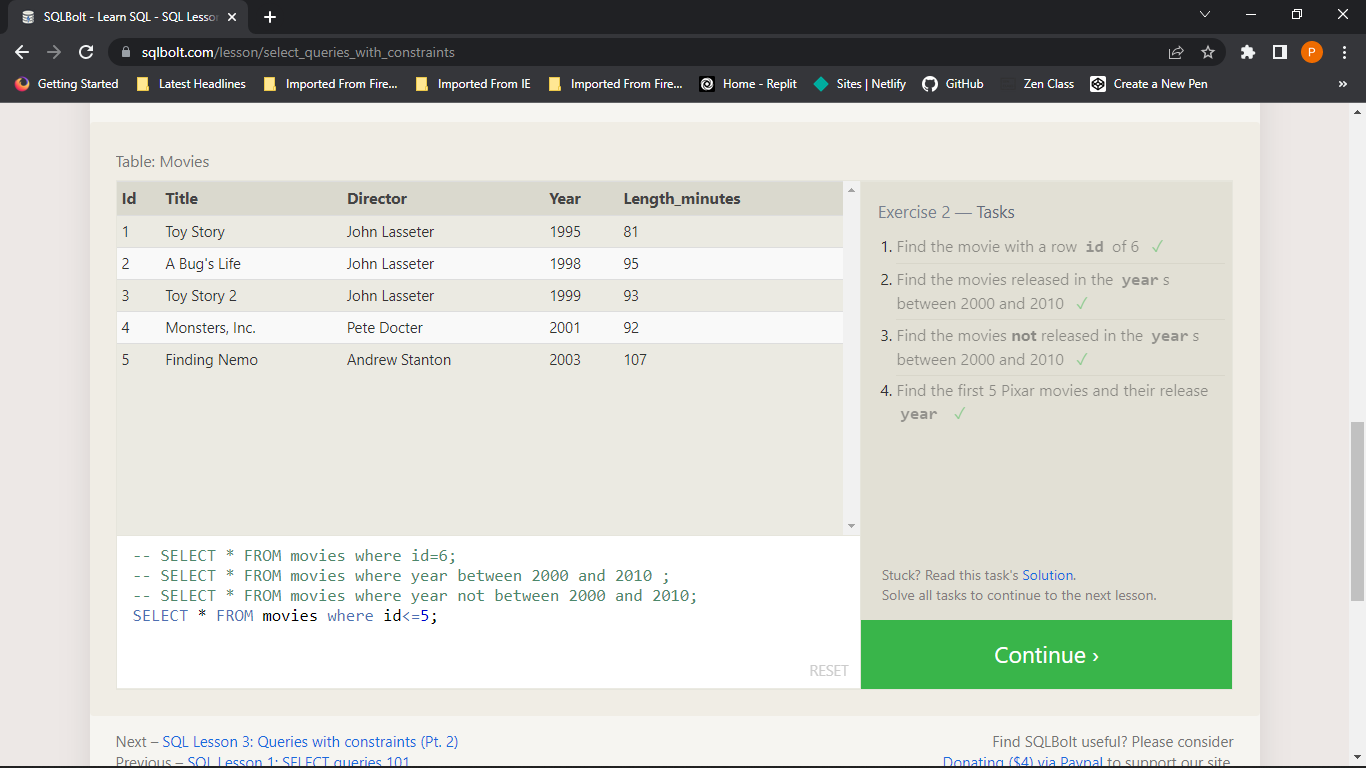 SQLBolt - Learn SQL - SQL Lesson
sqlbolt.com/lesson/select_queries_with_constraints
P
Getting Started Latest Headlines Imported From Fire... Imported From IE Imported From Fire... Home - Replit Sites | Netlify GitHub Zen Class Create a New Pen »
Table: Movies
Id Title Director Year Length_minutes
1 Toy Story John Lasseter 1995 81
2 A Bug's Life John Lasseter 1998 95
3 Toy Story 2 John Lasseter 1999 93
4 Monsters, Inc. Pete Docter 2001 92
5 Finding Nemo Andrew Stanton 2003 107
-- SELECT * FROM movies where id=6;
-- SELECT * FROM movies where year between 2000 and 2010 ;
-- SELECT * FROM movies where year not between 2000 and 2010;
SELECT * FROM movies where id<=5;
RESET
Exercise 2 — Tasks
1. Find the movie with a row id of 6 ✓
2. Find the movies released in the year s
between 2000 and 2010 ✓
3. Find the movies not released in the year s
between 2000 and 2010 ✓
4. Find the first 5 Pixar movies and their release
year ✓
Stuck? Read this task's Solution.
Solve all tasks to continue to the next lesson.
Continue ›
Next – SQL Lesson 3: Queries with constraints (Pt. 2)
Previous – SQL Lesson 1: SELECT queries 101
Find SQLBolt useful? Please consider
Donating ($4) via Paypal to support our site.